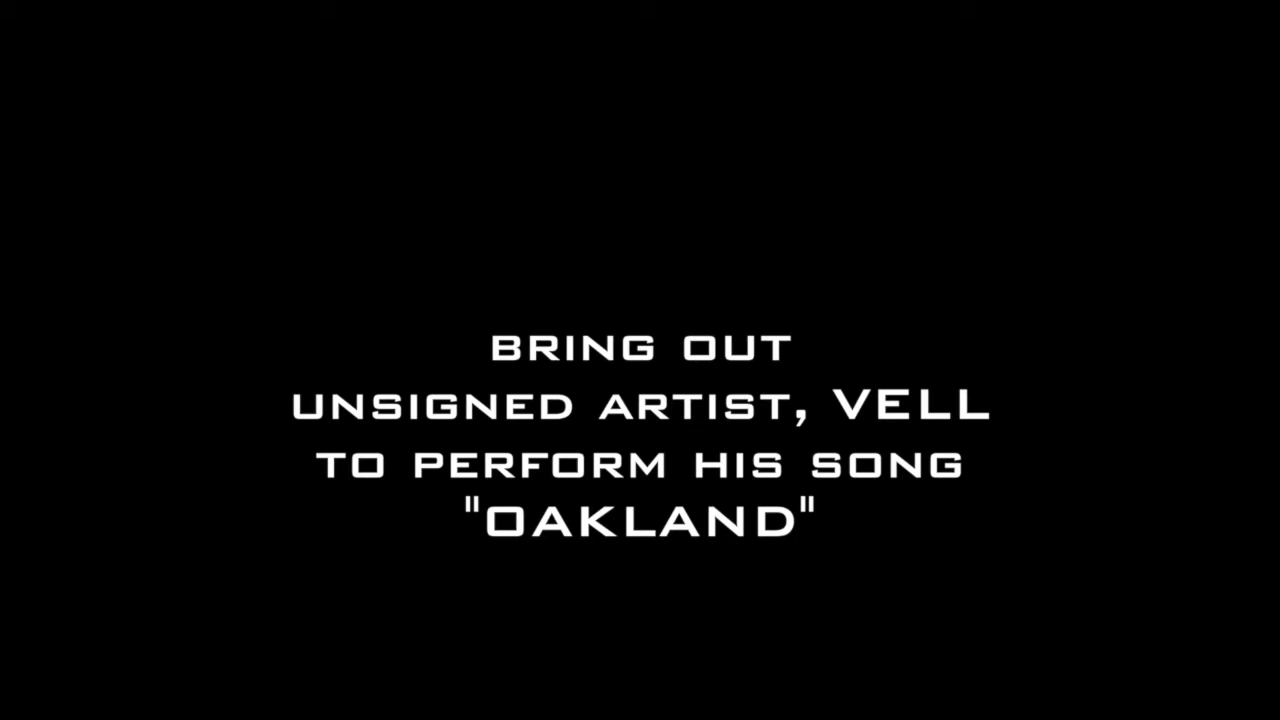 BRING OUT
UNSIGNED ARTIST, VELL
TO PERFORM HIS SONG
"OAKLAND"